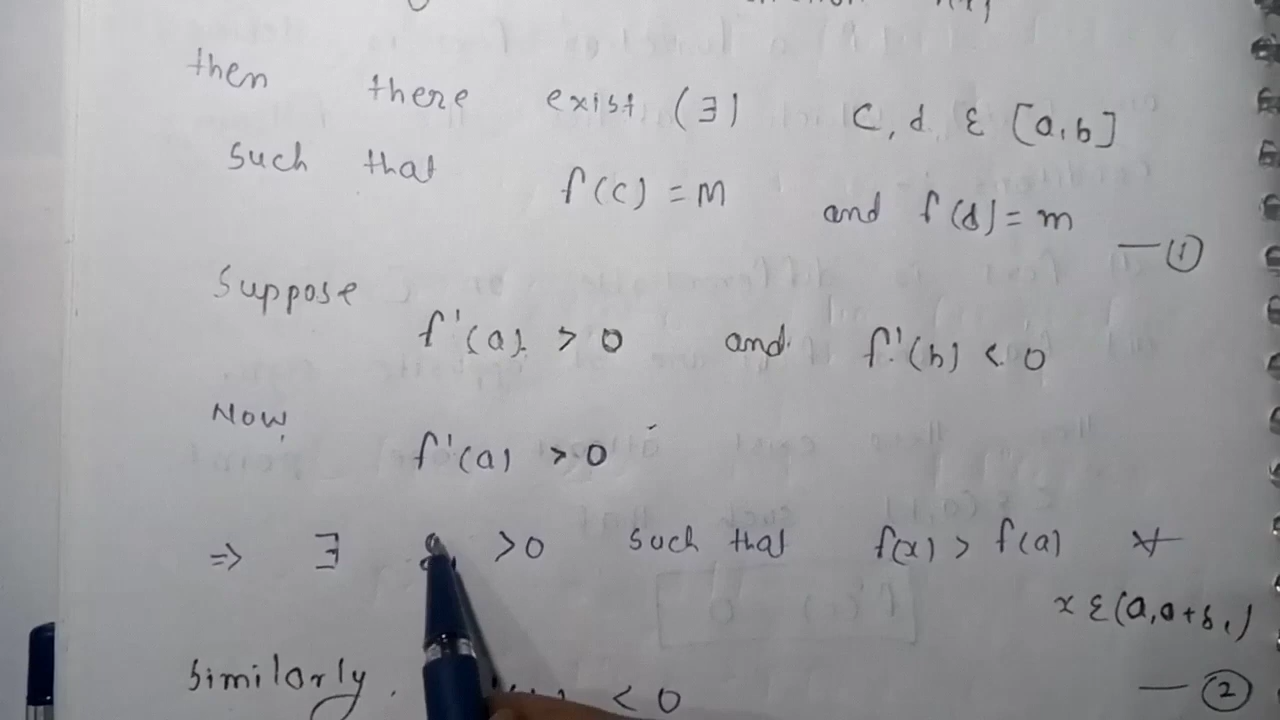 then there exist (∃) c, d ε [a,b]
such that f(c) = M and f(d) = m —①
Suppose
f'(a) > 0 and f'(b) < 0
Now,
f'(a) > 0
⇒ ∃ δ₁ > 0 such that f(x) > f(a) ∀
x ε (a, a+δ₁)
Similarly, < 0 —②